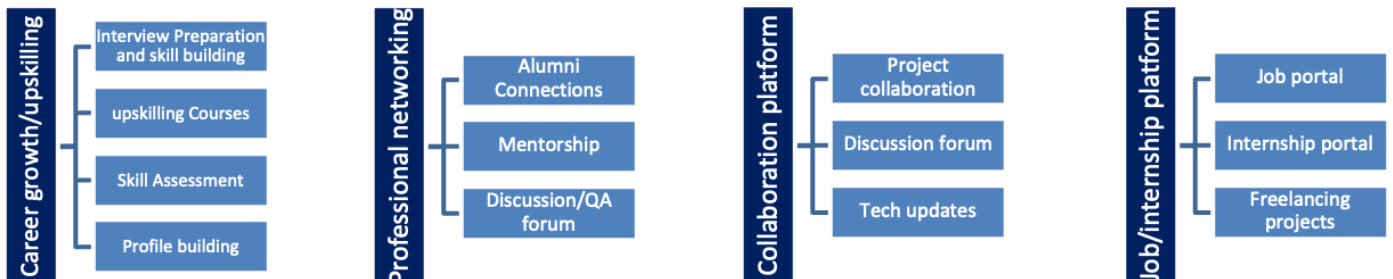 Career growth/upskilling
Interview Preparation
and skill building
upskilling Courses
Skill Assessment
Profile building
Professional networking
Alumni
Connections
Mentorship
Discussion/QA
forum
Collaboration platform
Project
collaboration
Discussion forum
Tech updates
Job/internship platform
Job portal
Internship portal
Freelancing
projects